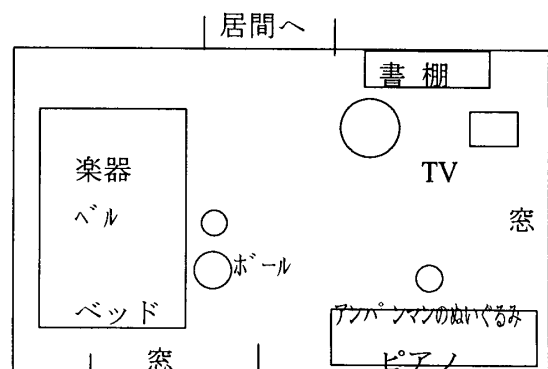 居間へ
書 棚
楽器
TV
ベル
窓
ボール
アンパンマンのぬいぐるみ
ベッド
窓
ピアノ